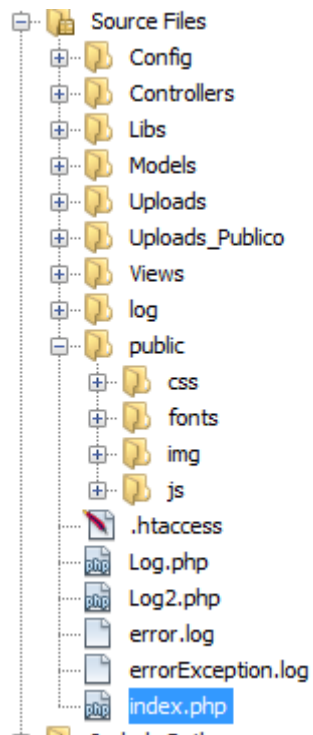 Source Files
Config
Controllers
Libs
Models
Uploads
Uploads_Publico
Views
log
public
css
fonts
img
js
.htaccess
Log.php
Log2.php
error.log
errorException.log
index.php